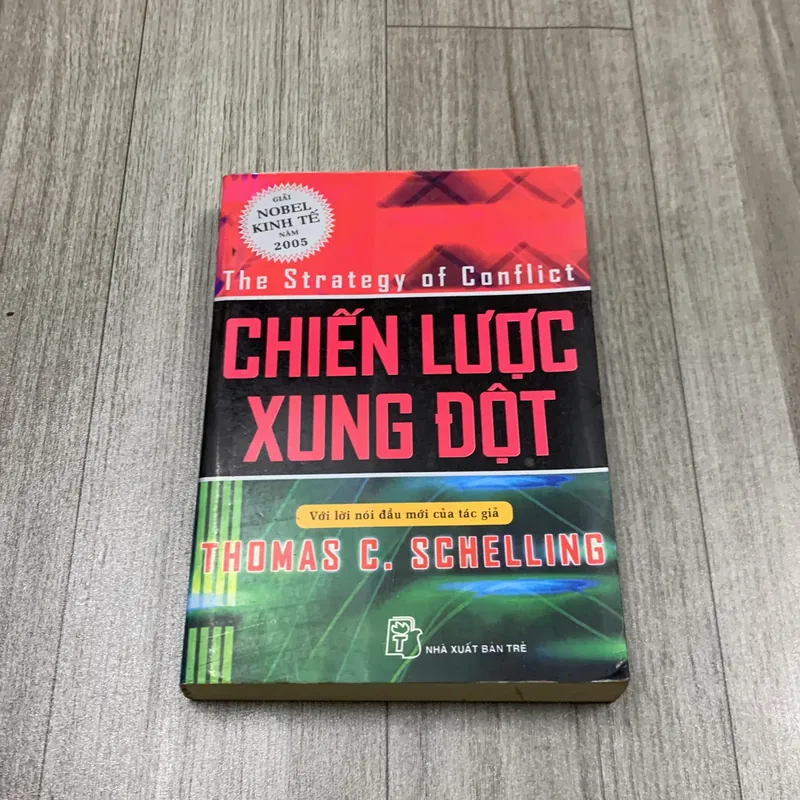 GIẢI
NOBEL
KINH TẾ
NĂM
2005
The Strategy of Conflict
CHIẾN LƯỢC
XUNG ĐỘT
Với lời nói đầu mới của tác giả
THOMAS C. SCHELLING
NHÀ XUẤT BẢN TRẺ